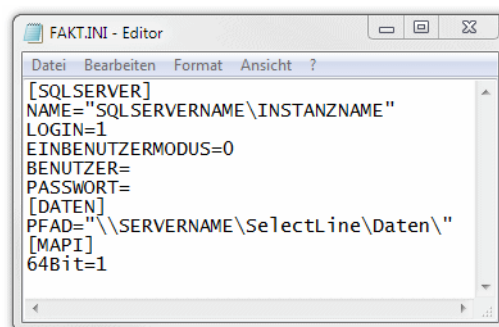 FAKT.INI - Editor
Datei Bearbeiten Format Ansicht ?
[SQLSERVER]
NAME="SQLSERVERNAME\INSTANZNAME"
LOGIN=1
EINBENUTZERMODUS=0
BENUTZER=
PASSWORT=
[DATEN]
PFAD="\\SERVERNAME\SelectLine\Daten\"
[MAPI]
64Bit=1